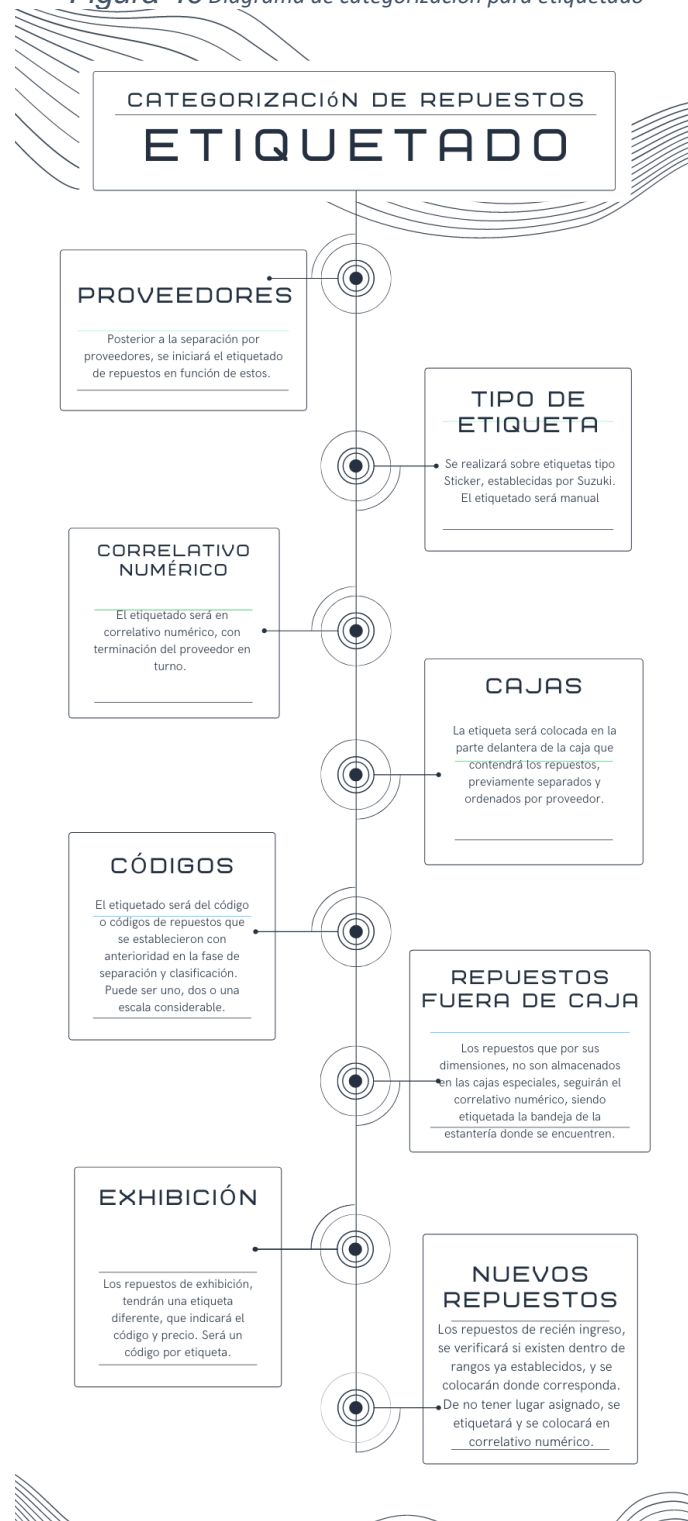 Diagrama de categorización para etiquetado
CATEGORIZACIóN DE REPUESTOS
ETIQUETADO
PROVEEDORES
Posterior a la separación por
proveedores, se iniciará el etiquetado
de repuestos en función de estos.
TIPO DE
ETIQUETA
Se realizará sobre etiquetas tipo
Sticker, establecidas por Suzuki.
El etiquetado será manual
CORRELATIVO
NUMÉRICO
El etiquetado será en
correlativo numérico, con
terminación del proveedor en
turno.
CAJAS
La etiqueta será colocada en la
parte delantera de la caja que
contendrá los repuestos,
previamente separados y
ordenados por proveedor.
CÓDIGOS
El etiquetado será del código
o códigos de repuestos que
se establecieron con
anterioridad en la fase de
separación y clasificación.
Puede ser uno, dos o una
escala considerable.
REPUESTOS
FUERA DE CAJA
Los repuestos que por sus
dimensiones, no son almacenados
en las cajas especiales, seguirán el
correlativo numérico, siendo
etiquetada la bandeja de la
estantería donde se encuentren.
EXHIBICIÓN
Los repuestos de exhibición,
tendrán una etiqueta
diferente, que indicará el
código y precio. Será un
código por etiqueta.
NUEVOS
REPUESTOS
Los repuestos de recién ingreso,
se verificará si existen dentro de
rangos ya establecidos, y se
colocarán donde corresponda.
De no tener lugar asignado, se
etiquetará y se colocará en
correlativo numérico.